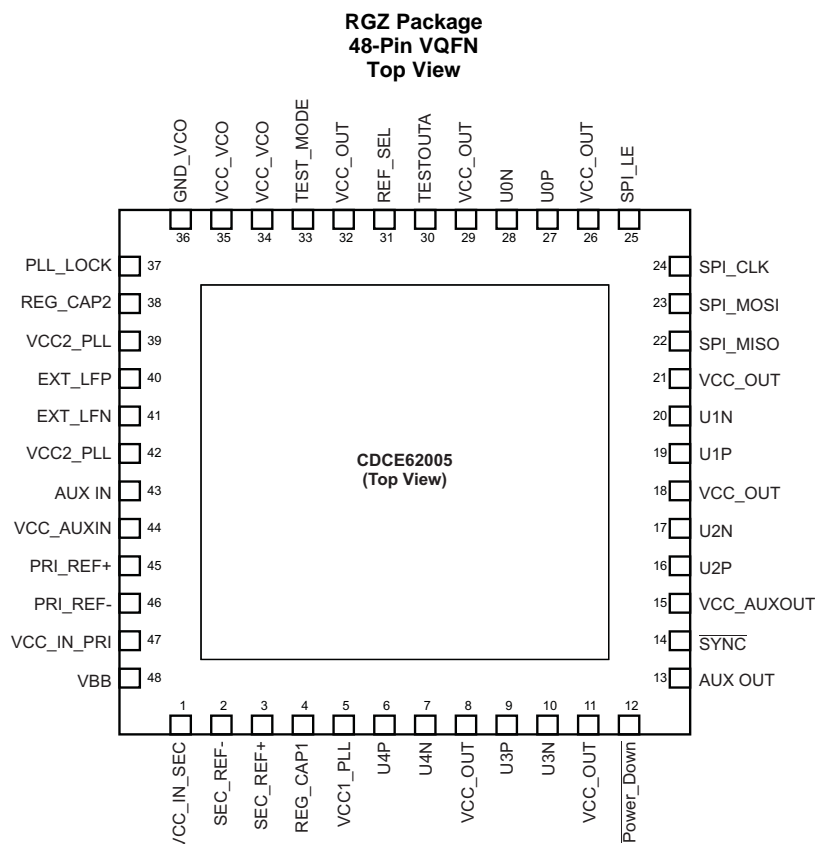 RGZ Package
48-Pin VQFN
Top View
GND_VCO
VCC_VCO
VCC_VCO
TEST_MODE
VCC_OUT
REF_SEL
TESTOUTA
VCC_OUT
U0N
U0P
VCC_OUT
SPI_LE
36
35
34
33
32
31
30
29
28
27
26
25
PLL_LOCK 37
REG_CAP2 38
VCC2_PLL 39
EXT_LFP 40
EXT_LFN 41
VCC2_PLL 42
AUX IN 43
VCC_AUXIN 44
PRI_REF+ 45
PRI_REF- 46
VCC_IN_PRI 47
VBB 48
CDCE62005
(Top View)
24 SPI_CLK
23 SPI_MOSI
22 SPI_MISO
21 VCC_OUT
20 U1N
19 U1P
18 VCC_OUT
17 U2N
16 U2P
15 VCC_AUXOUT
14 SYNC
13 AUX OUT
1
2
3
4
5
6
7
8
9
10
11
12
VCC_IN_SEC
SEC_REF-
SEC_REF+
REG_CAP1
VCC1_PLL
U4P
U4N
VCC_OUT
U3P
U3N
VCC_OUT
Power_Down